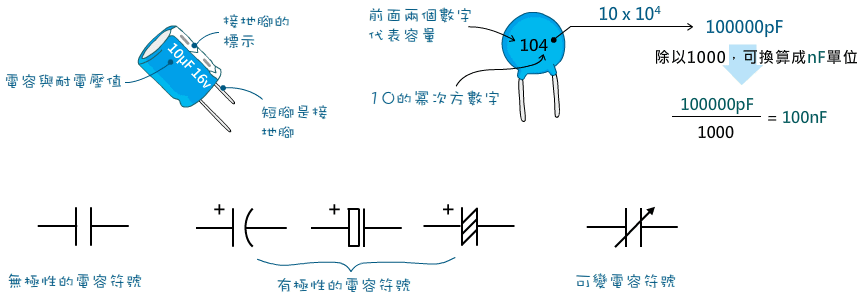 接地腳的
標示
10μF 16v
電容與耐電壓值
短腳是接
地腳
前面兩個數字
代表容量
104
10的冪次方數字
10 x 10⁴
100000pF
除以1000，可換算成nF單位
100000pF
1000
= 100nF
+
+
+
無極性的電容符號
有極性的電容符號
可變電容符號